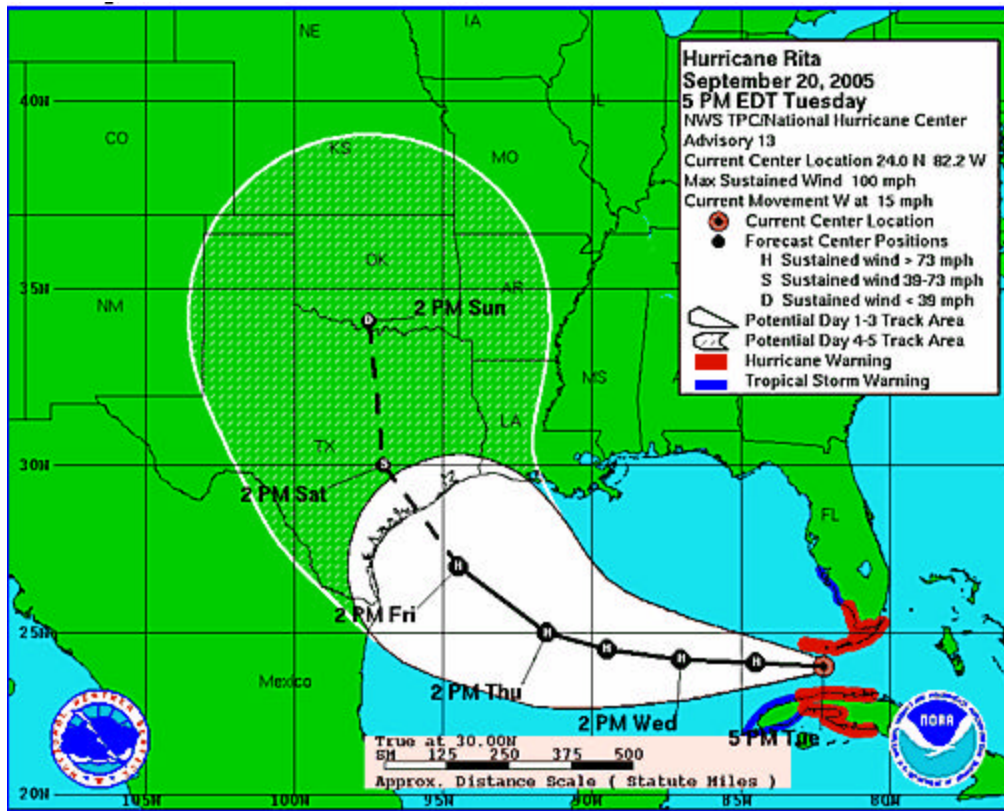 NE
IA
Hurricane Rita
September 20, 2005
5 PM EDT Tuesday
NWS TPC/National Hurricane Center
Advisory 13
Current Center Location 24.0 N 82.2 W
Max Sustained Wind 100 mph
Current Movement W at 15 mph
Current Center Location
Forecast Center Positions
H Sustained wind > 73 mph
S Sustained wind 39-73 mph
D Sustained wind < 39 mph
Potential Day 1-3 Track Area
Potential Day 4-5 Track Area
Hurricane Warning
Tropical Storm Warning
40N
IL
CO
KS
MO
OK
AR
35N
NM
D
2 PM Sun
MS
LA
TX
30N
S
2 PM Sat
FL
H
2 PM Fri
25N
H
H
H
H
Mexico
2 PM Thu
2 PM Wed
5 PM Tue
NOAA
True at 30.00N
SM 125 250 375 500
Approx. Distance Scale ( Statute Miles )
20N
105W
100W
95W
90W
85W
80W